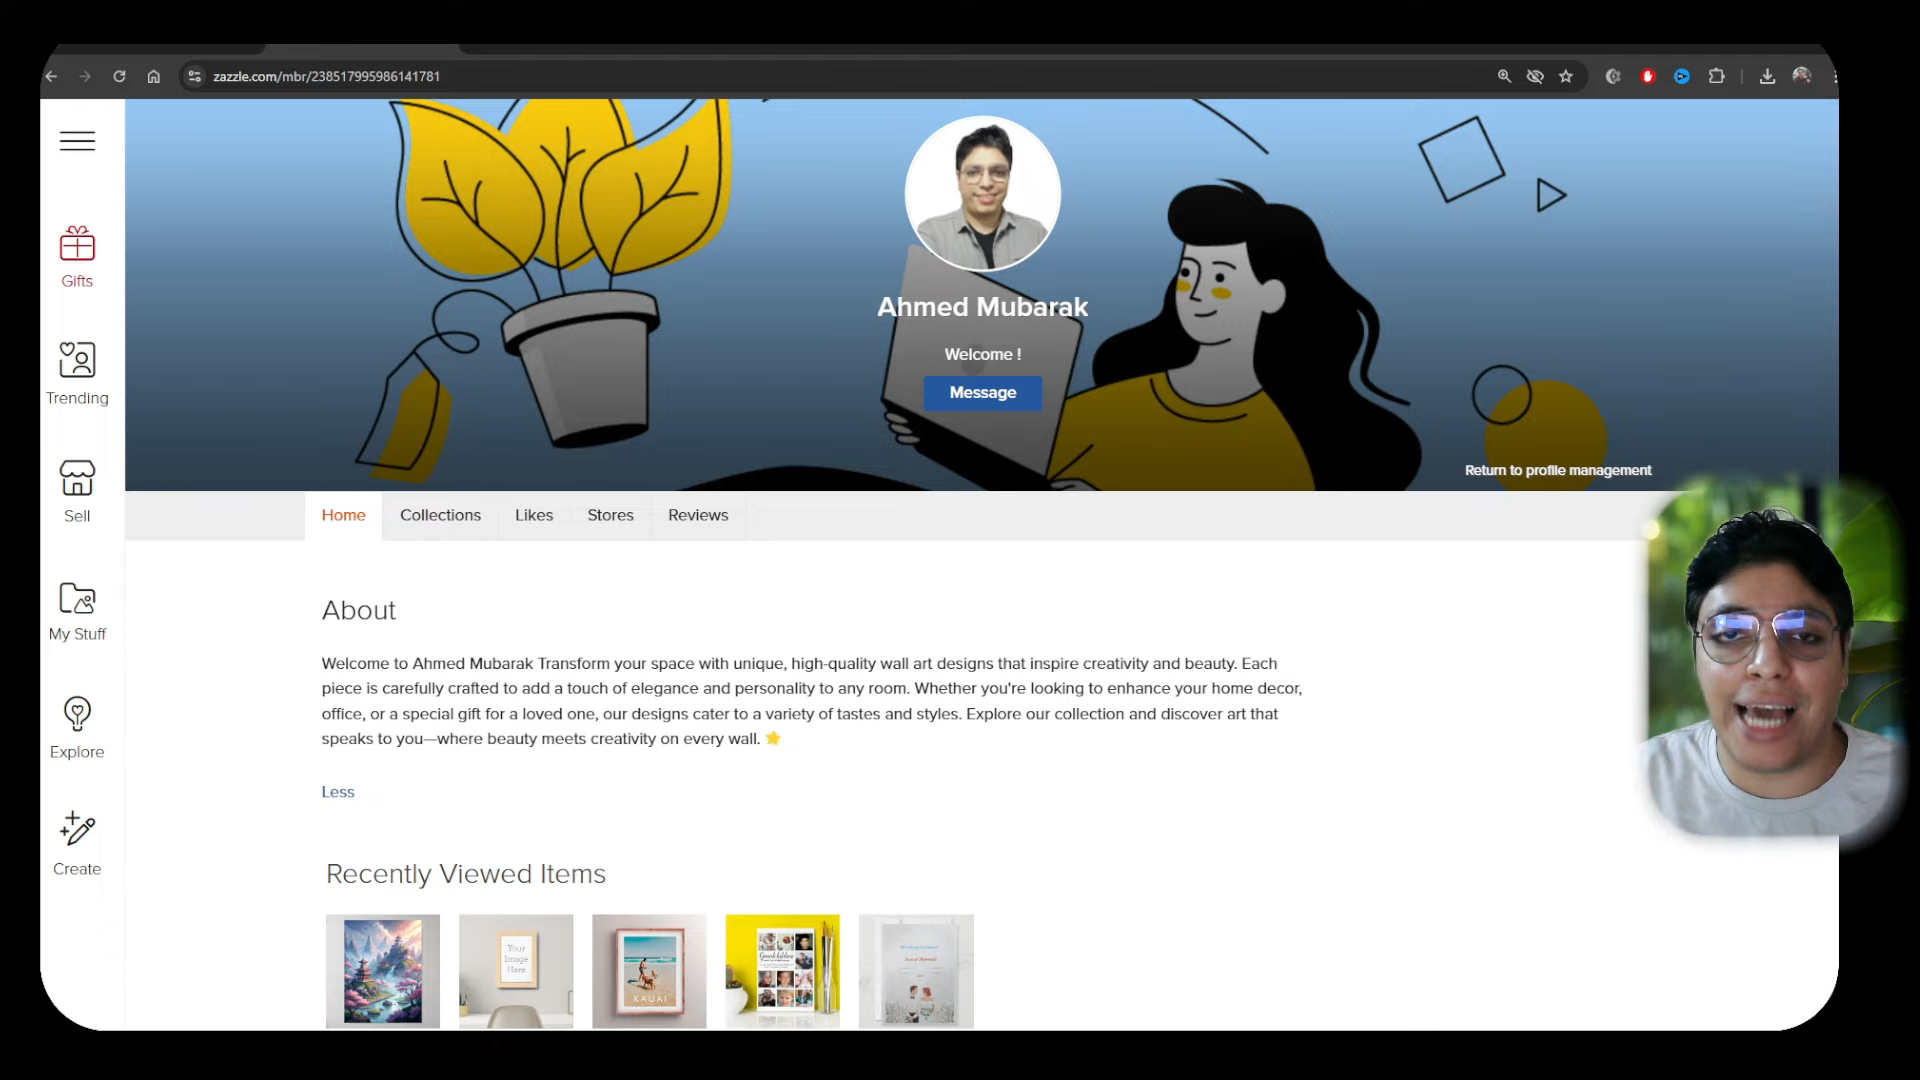 zazzle.com/mbr/238517995986141781
Gifts
Trending
Sell
My Stuff
Explore
Create
Ahmed Mubarak
Welcome !
Message
Return to profile management
Home Collections Likes Stores Reviews
About
Welcome to Ahmed Mubarak Transform your space with unique, high-quality wall art designs that inspire creativity and beauty. Each
piece is carefully crafted to add a touch of elegance and personality to any room. Whether you're looking to enhance your home decor,
office, or a special gift for a loved one, our designs cater to a variety of tastes and styles. Explore our collection and discover art that
speaks to you—where beauty meets creativity on every wall. 🌟
Less
Recently Viewed Items
Your
Image
Here
KAUAI